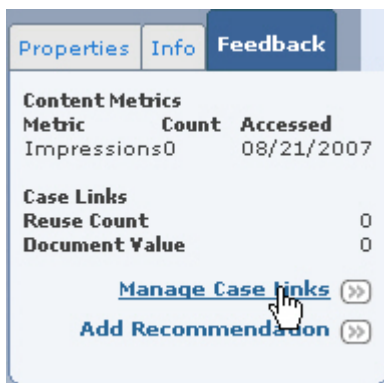 Properties Info Feedback
Content Metrics
Metric Count Accessed
Impressions0 08/21/2007
Case Links
Reuse Count 0
Document Value 0
Manage Case Links
Add Recommendation